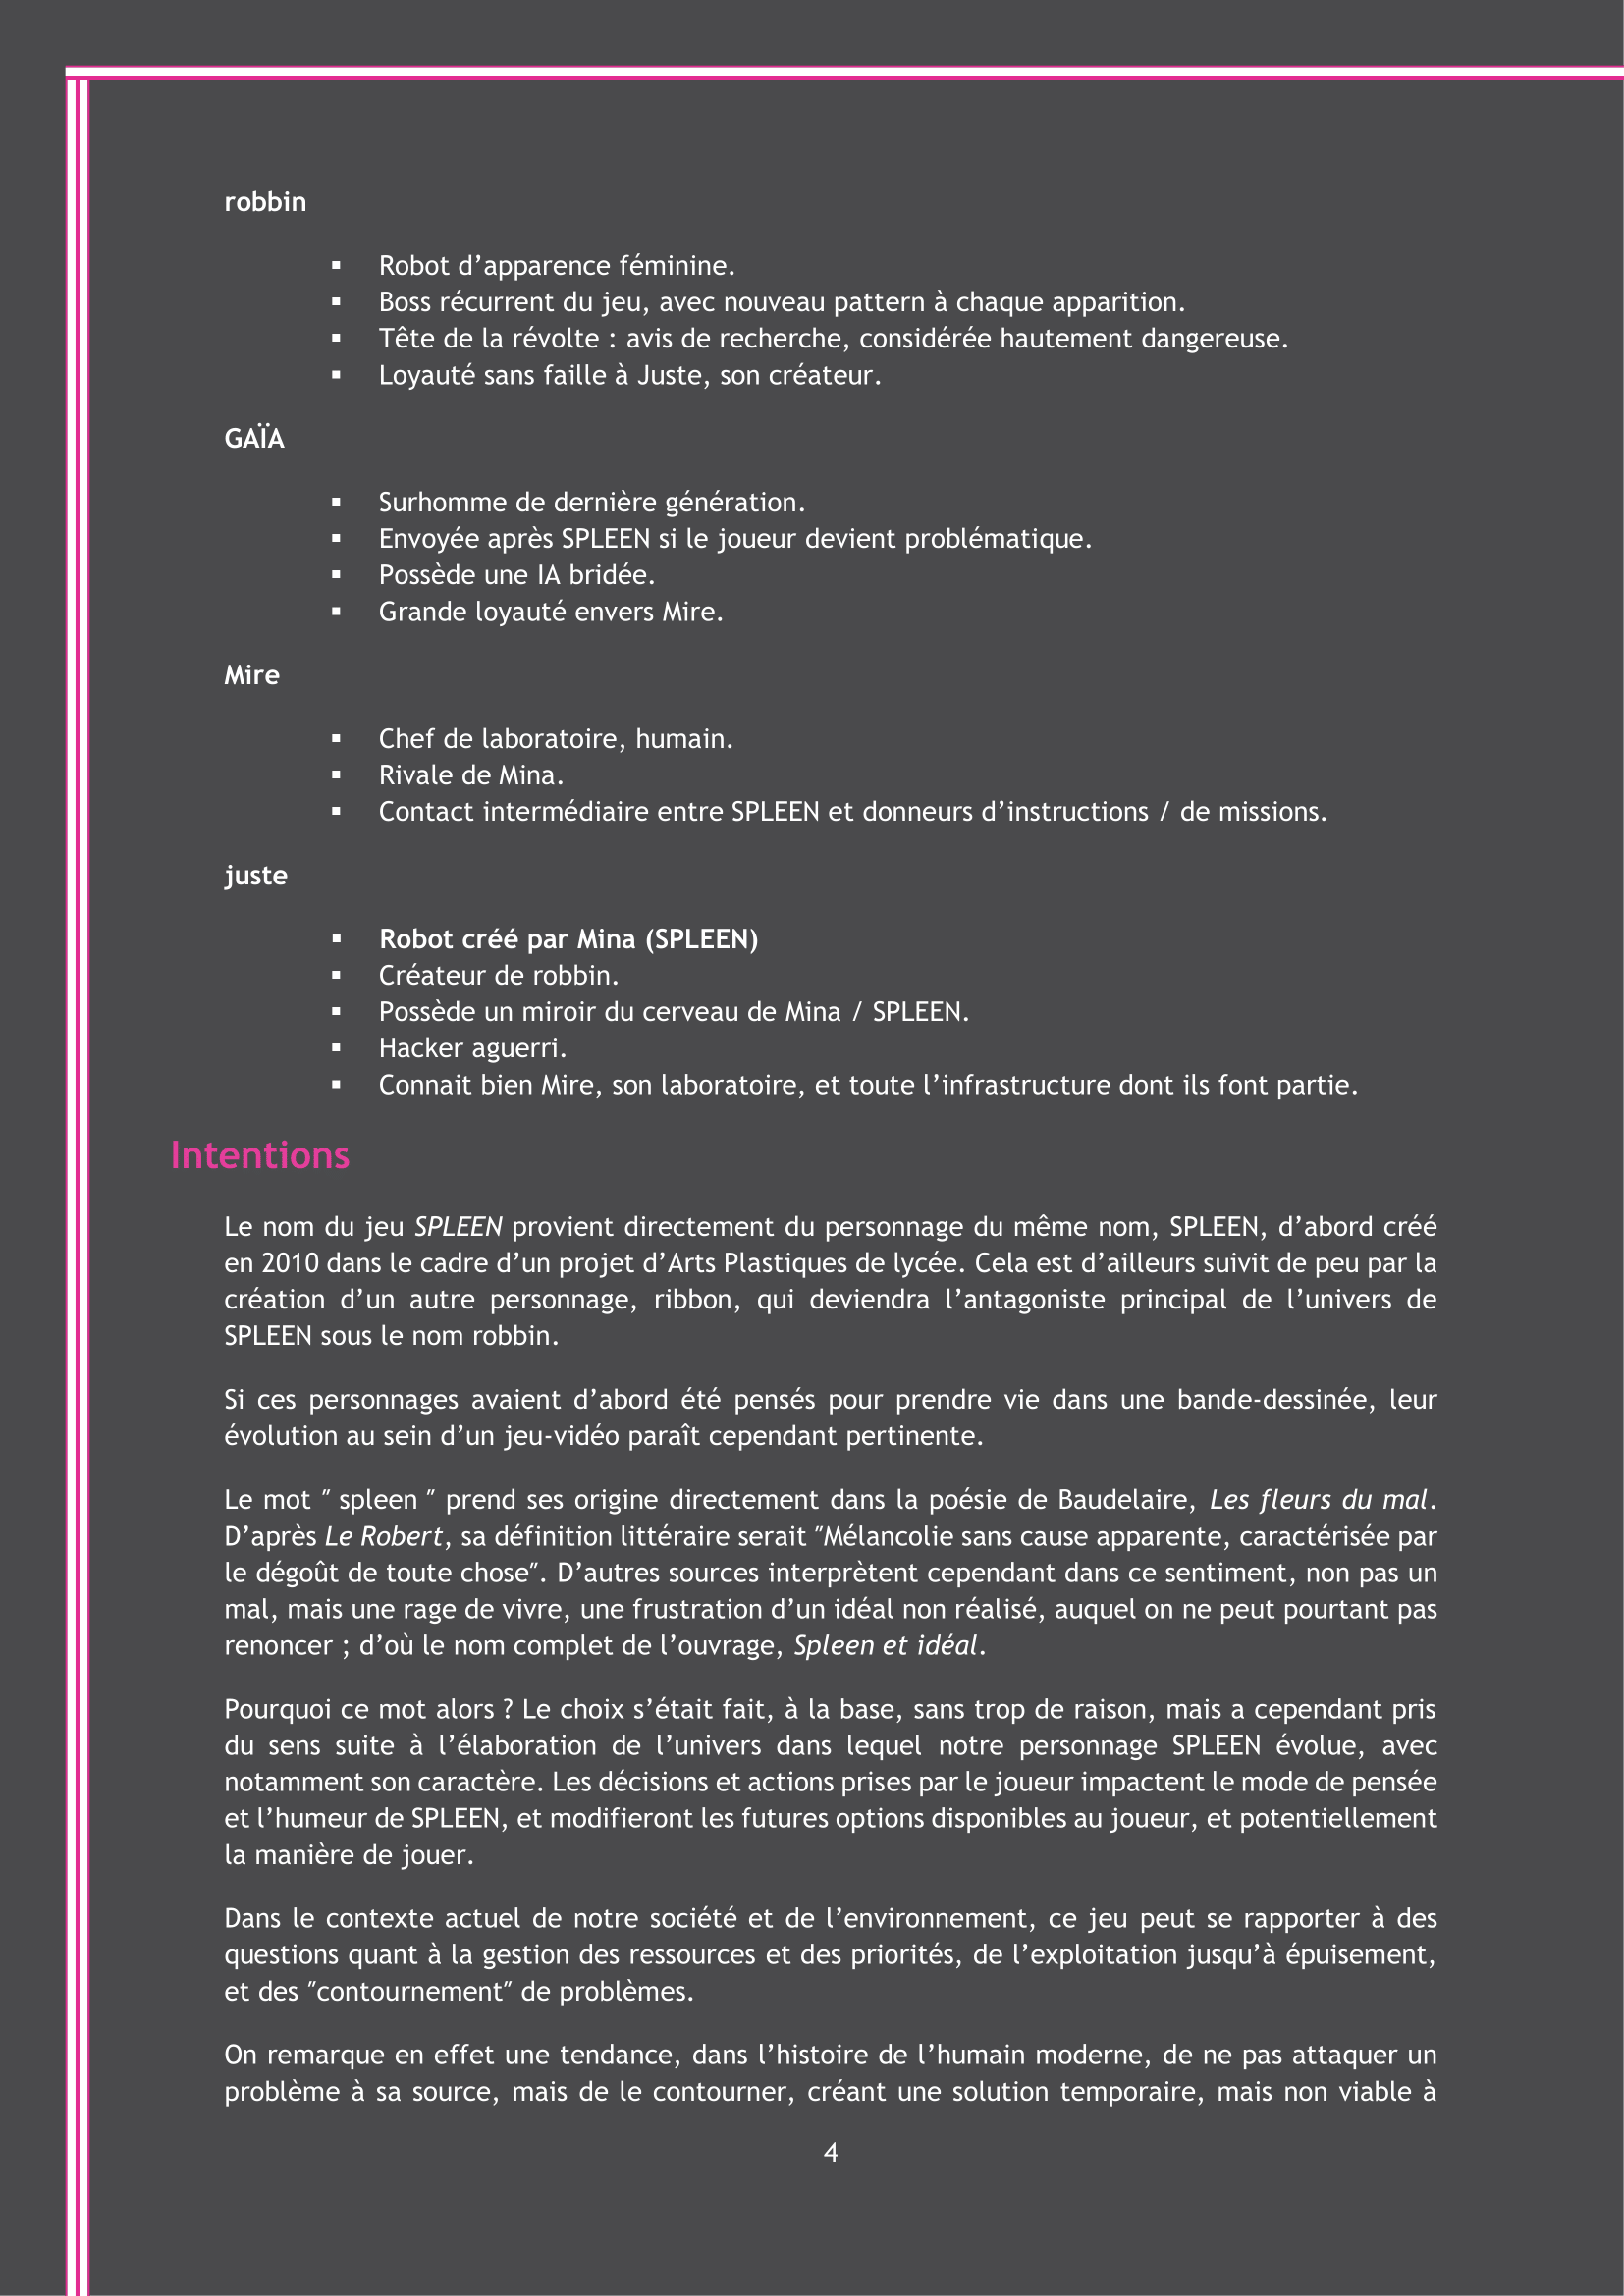 robbin
▪ Robot d’apparence féminine.
▪ Boss récurrent du jeu, avec nouveau pattern à chaque apparition.
▪ Tête de la révolte : avis de recherche, considérée hautement dangereuse.
▪ Loyauté sans faille à Juste, son créateur.
GAÏA
▪ Surhomme de dernière génération.
▪ Envoyée après SPLEEN si le joueur devient problématique.
▪ Possède une IA bridée.
▪ Grande loyauté envers Mire.
Mire
▪ Chef de laboratoire, humain.
▪ Rivale de Mina.
▪ Contact intermédiaire entre SPLEEN et donneurs d’instructions / de missions.
juste
▪ Robot créé par Mina (SPLEEN)
▪ Créateur de robbin.
▪ Possède un miroir du cerveau de Mina / SPLEEN.
▪ Hacker aguerri.
▪ Connait bien Mire, son laboratoire, et toute l’infrastructure dont ils font partie.
Intentions
Le nom du jeu SPLEEN provient directement du personnage du même nom, SPLEEN, d’abord créé
en 2010 dans le cadre d’un projet d’Arts Plastiques de lycée. Cela est d’ailleurs suivit de peu par la
création d’un autre personnage, ribbon, qui deviendra l’antagoniste principal de l’univers de
SPLEEN sous le nom robbin.
Si ces personnages avaient d’abord été pensés pour prendre vie dans une bande-dessinée, leur
évolution au sein d’un jeu-vidéo paraît cependant pertinente.
Le mot " spleen " prend ses origine directement dans la poésie de Baudelaire, Les fleurs du mal.
D’après Le Robert, sa définition littéraire serait "Mélancolie sans cause apparente, caractérisée par
le dégoût de toute chose". D’autres sources interprètent cependant dans ce sentiment, non pas un
mal, mais une rage de vivre, une frustration d’un idéal non réalisé, auquel on ne peut pourtant pas
renoncer ; d’où le nom complet de l’ouvrage, Spleen et idéal.
Pourquoi ce mot alors ? Le choix s’était fait, à la base, sans trop de raison, mais a cependant pris
du sens suite à l’élaboration de l’univers dans lequel notre personnage SPLEEN évolue, avec
notamment son caractère. Les décisions et actions prises par le joueur impactent le mode de pensée
et l’humeur de SPLEEN, et modifieront les futures options disponibles au joueur, et potentiellement
la manière de jouer.
Dans le contexte actuel de notre société et de l’environnement, ce jeu peut se rapporter à des
questions quant à la gestion des ressources et des priorités, de l’exploitation jusqu’à épuisement,
et des "contournement" de problèmes.
On remarque en effet une tendance, dans l’histoire de l’humain moderne, de ne pas attaquer un
problème à sa source, mais de le contourner, créant une solution temporaire, mais non viable à
4